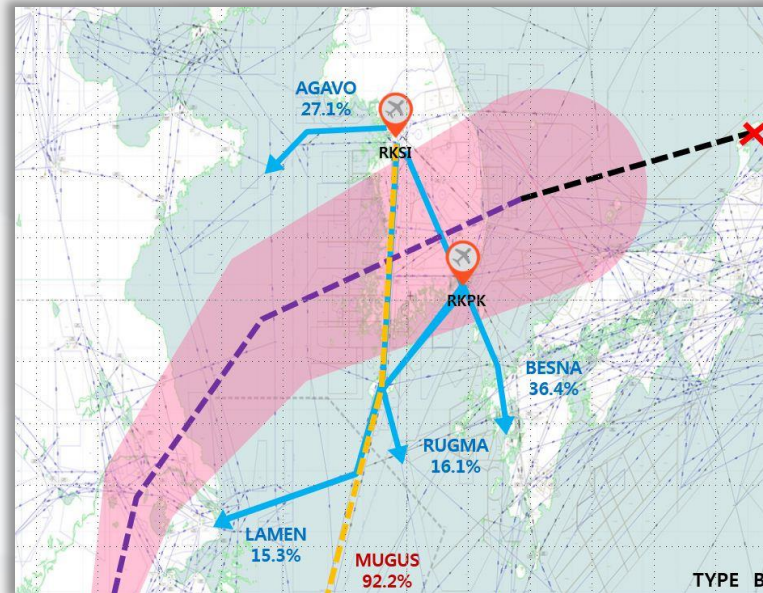 AGAVO
27.1%
RKSI
RKPK
BESNA
36.4%
RUGMA
16.1%
LAMEN
15.3%
MUGUS
92.2%
TYPE B